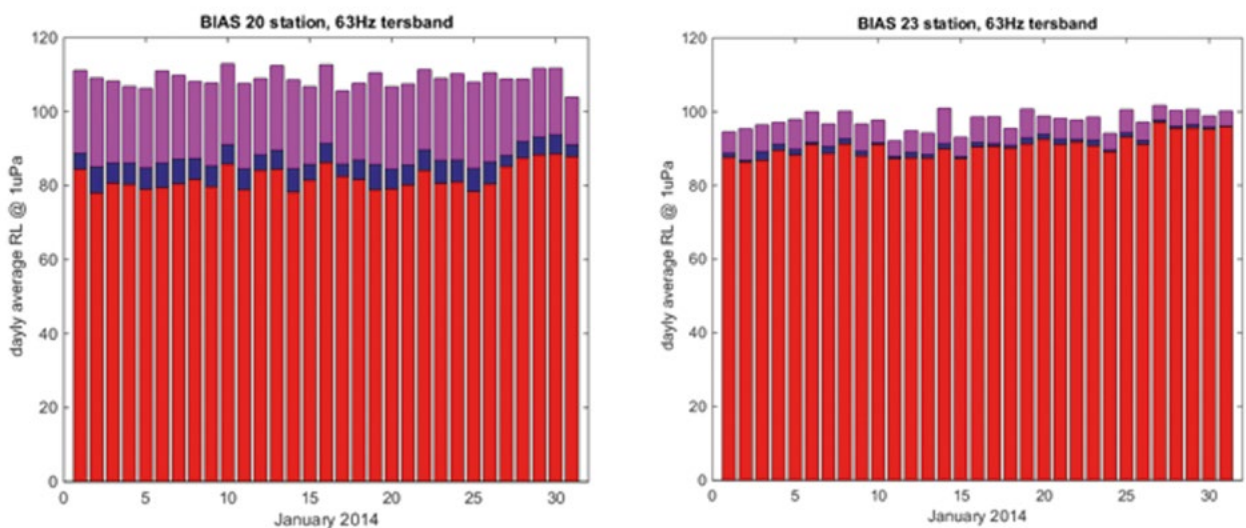 BIAS 20 station, 63Hz tersband
120
100
80
60
40
20
0
dayly average RL @ 1uPa
0 5 10 15 20 25 30
January 2014
BIAS 23 station, 63Hz tersband
120
100
80
60
40
20
0
dayly average RL @ 1uPa
0 5 10 15 20 25 30
January 2014